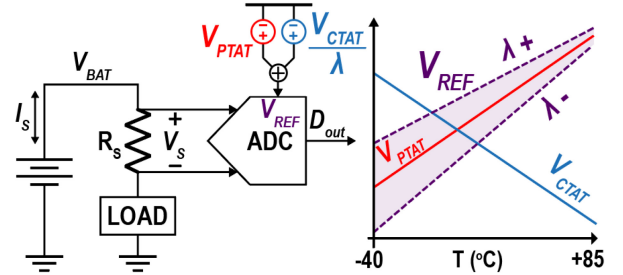 V_PTAT
V_CTAT
λ
V_BAT
I_S
R_S
+
V_S
−
V_REF
ADC
D_out
LOAD
V_REF
λ+
λ-
V_PTAT
V_CTAT
-40
T (°C)
+85